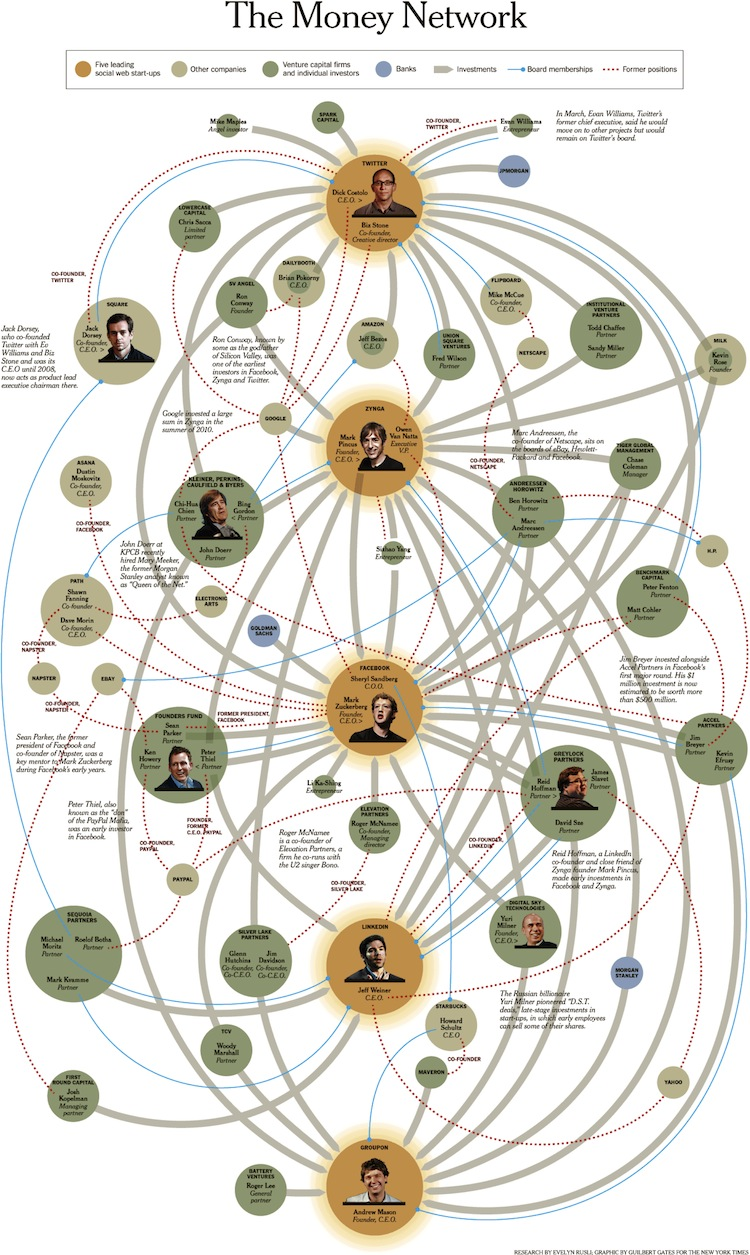 The Money Network
Five leading
social web start-ups
Other companies
Venture capital firms
and individual investors
Banks
Investments
Board memberships
Former positions
Mike Maples
Angel investor
SPARK
CAPITAL
CO-FOUNDER,
TWITTER
Evan Williams
Entrepreneur
In March, Evan Williams, Twitter's
former chief executive, said he would
move on to other projects but would
remain on Twitter's board.
TWITTER
Dick Costolo
C.E.O. >
Biz Stone
Co-founder,
Creative director
JPMORGAN
LOWERCASE
CAPITAL
Chris Sacca
Limited
partner
CO-FOUNDER,
TWITTER
DAILYBOOTH
Brian Pokorny
C.E.O.
SV ANGEL
Ron
Conway
Founder
FLIPBOARD
Mike McCue
Co-founder,
C.E.O.
INSTITUTIONAL
VENTURE
PARTNERS
Todd Chaffee
Partner
Sandy Miller
Partner
SQUARE
Jack
Dorsey
Co-founder,
C.E.O. >
Jack Dorsey,
who co-founded
Twitter with Ev
Williams and Biz
Stone and was its
C.E.O until 2008,
now acts as product lead
executive chairman there.
AMAZON
Jeff Bezos
C.E.O.
UNION
SQUARE
VENTURES
Fred Wilson
Partner
NETSCAPE
MILK
Kevin
Rose
Founder
Ron Conway, known by
some as the godfather
of Silicon Valley, was
one of the earliest
investors in Facebook,
Zynga and Twitter.
Google invested a large
sum in Zynga in the
summer of 2010.
GOOGLE
ZYNGA
Mark
Pincus
Founder,
C.E.O. >
Owen
Van Natta
Executive
V.P.
Marc Andreessen, the
co-founder of Netscape, sits on
the boards of eBay, Hewlett-
Packard and Facebook.
CO-FOUNDER,
NETSCAPE
TIGER GLOBAL
MANAGEMENT
Chase
Coleman
Manager
ASANA
Dustin
Moskovitz
Co-founder,
C.E.O.
CO-FOUNDER,
FACEBOOK
KLEINER, PERKINS,
CAUFIELD & BYERS
Chi-Hua
Chien
Partner
Bing
Gordon
< Partner
John Doerr
Partner
ANDREESSEN
HOROWITZ
Ben Horowitz
Partner
Marc
Andreessen
Partner
H.P.
John Doerr at
KPCB recently
hired Mary Meeker,
the former Morgan
Stanley analyst known
as "Queen of the Net."
Suhao Yang
Entrepreneur
BENCHMARK
CAPITAL
Peter Fenton
Partner
Matt Cohler
Partner
PATH
Shawn
Fanning
Co-founder
Dave Morin
Co-founder,
C.E.O.
ELECTRONIC
ARTS
GOLDMAN
SACHS
CO-FOUNDER,
NAPSTER
NAPSTER
EBAY
CO-FOUNDER,
NAPSTER
FACEBOOK
Sheryl Sandberg
C.O.O.
Mark
Zuckerberg
Founder,
C.E.O.>
Jim Breyer invested alongside
Accel Partners in Facebook's
first major round. His $1
million investment is now
estimated to be worth more
than $500 million.
FORMER PRESIDENT,
FACEBOOK
FOUNDERS FUND
Sean
Parker
Partner
Ken
Howery
Partner
Peter
Thiel
< Partner
Sean Parker, the former
president of Facebook and
co-founder of Napster, was a
key mentor to Mark Zuckerberg
during Facebook's early years.
ACCEL
PARTNERS
Jim
Breyer
Partner
Kevin
Efrusy
Partner
GREYLOCK PARTNERS
Reid
Hoffman
Partner >
James
Slavet
Partner
David Sze
Partner
Li Ka-Shing
Entrepreneur
Peter Thiel, also
known as the "don"
of the PayPal Mafia,
was an early investor
in Facebook.
FOUNDER,
FORMER
C.E.O. PAYPAL
CO-FOUNDER,
PAYPAL
ELEVATION
PARTNERS
Roger McNamee
Co-founder,
Managing
director
Roger McNamee
is a co-founder of
Elevation Partners, a
firm he co-runs with
the U2 singer Bono.
CO-FOUNDER,
LINKEDIN
Reid Hoffman, a LinkedIn
co-founder and close friend of
Zynga founder Mark Pincus,
made early investments in
Facebook and Zynga.
PAYPAL
CO-FOUNDER,
SILVER LAKE
SEQUOIA
PARTNERS
Michael
Moritz
Partner
Roelof Botha
Partner
Mark Kvamme
Partner
SILVER LAKE
PARTNERS
Glenn
Hutchins
Co-founder,
Co-C.E.O.
Jim
Davidson
Co-founder,
Co-C.E.O.
LINKEDIN
Jeff Weiner
C.E.O.
DIGITAL SKY
TECHNOLOGIES
Yuri
Milner
Founder,
C.E.O.>
MORGAN
STANLEY
The Russian billionaire
Yuri Milner pioneered "D.S.T.
deals," late-stage investments in
start-ups, in which early employees
can sell some of their shares.
STARBUCKS
Howard
Schultz
C.E.O.
CO-FOUNDER
MAVERON
TCV
Woody
Marshall
Partner
YAHOO
FIRST
ROUND CAPITAL
Josh
Kopelman
Managing
partner
GROUPON
Andrew Mason
Founder, C.E.O.
BATTERY
VENTURES
Roger Lee
General
partner
RESEARCH BY EVELYN RUSLI; GRAPHIC BY GUILBERT GATES FOR THE NEW YORK TIMES